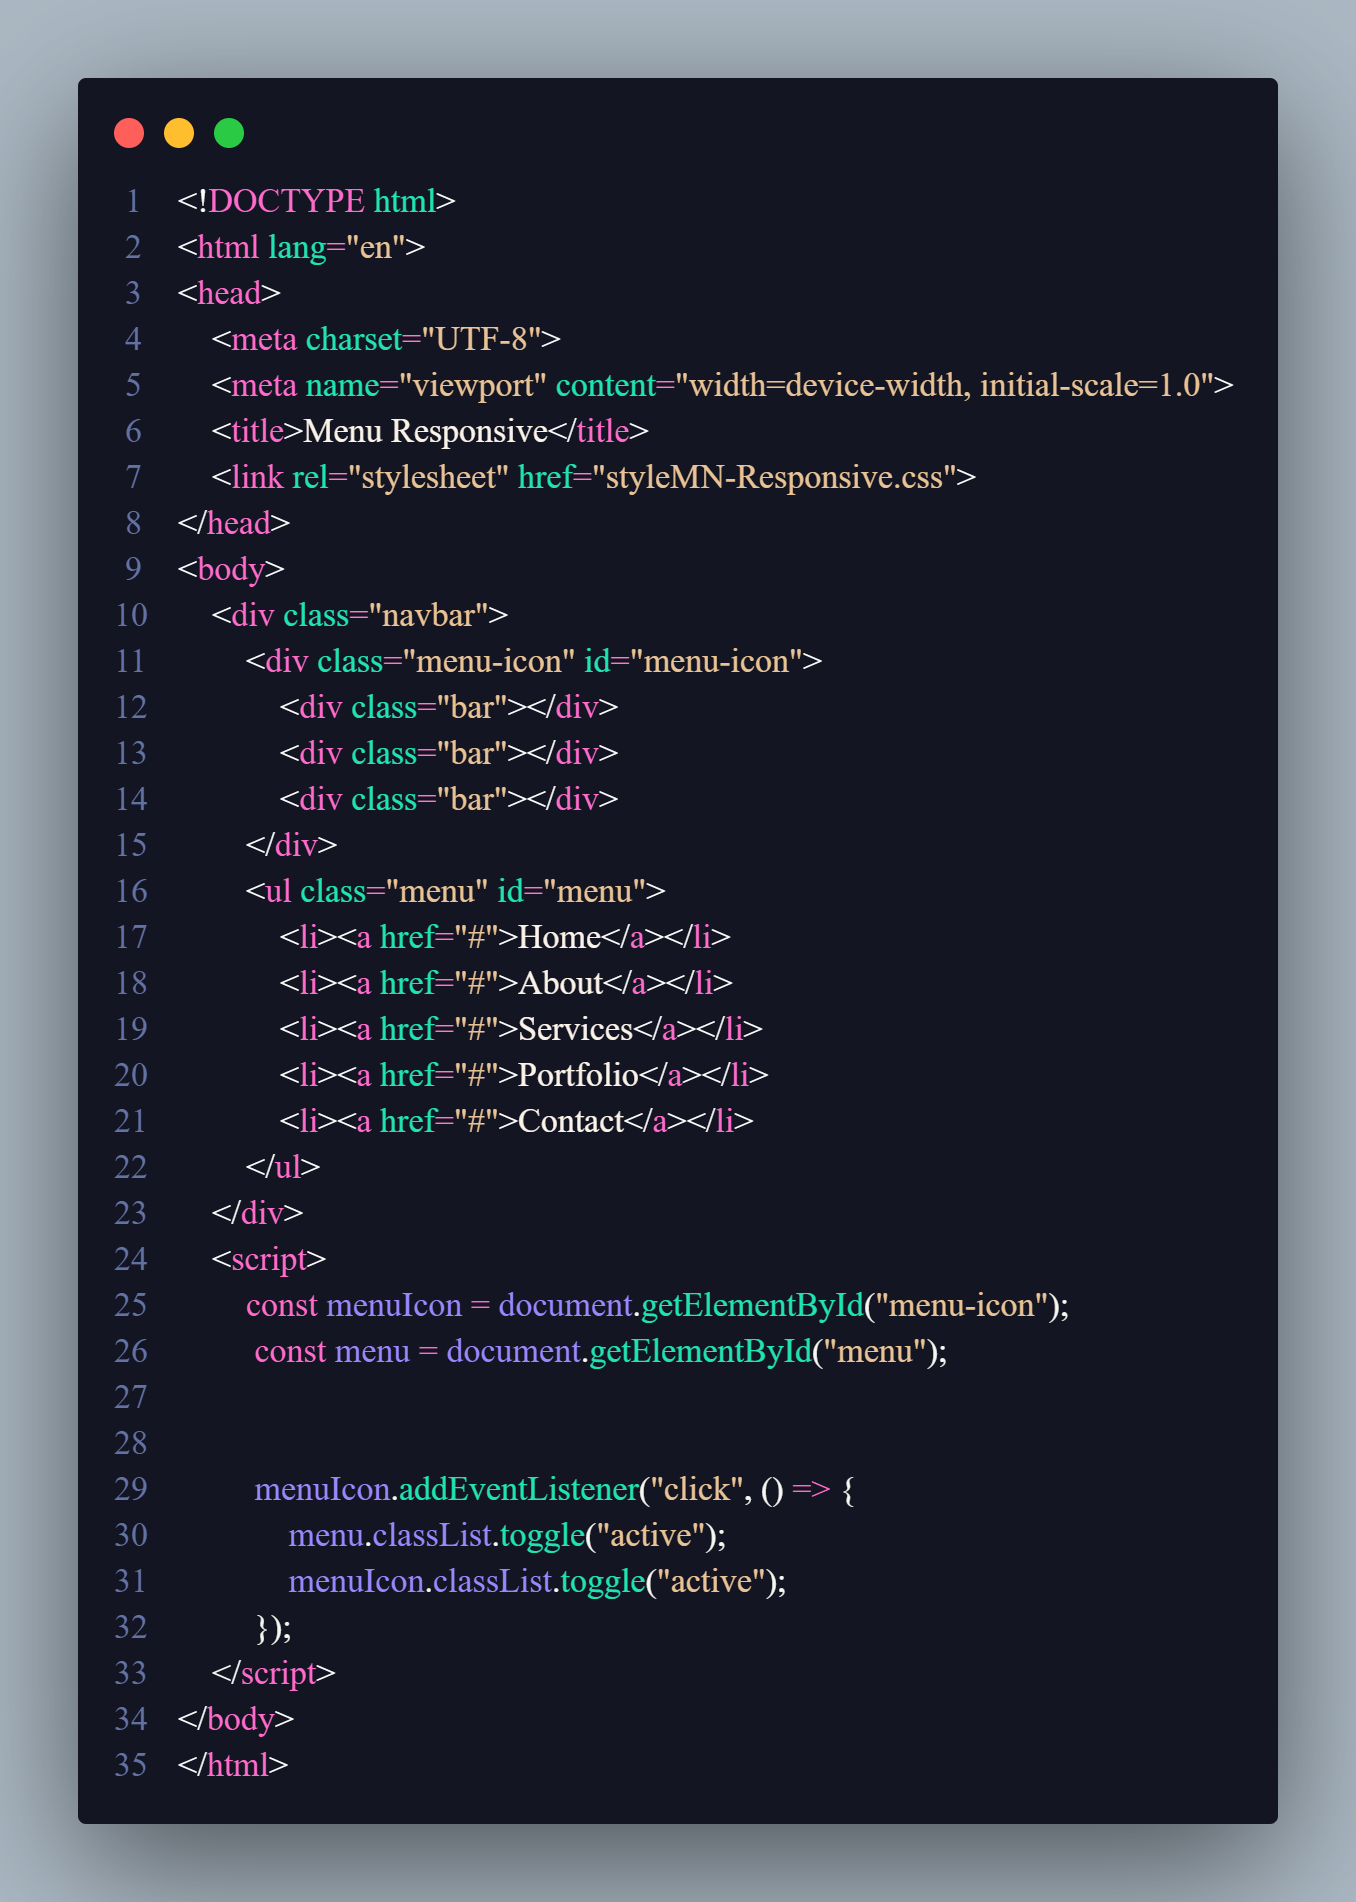 1 <!DOCTYPE html>
2 <html lang="en">
3 <head>
4     <meta charset="UTF-8">
5     <meta name="viewport" content="width=device-width, initial-scale=1.0">
6     <title>Menu Responsive</title>
7     <link rel="stylesheet" href="styleMN-Responsive.css">
8 </head>
9 <body>
10     <div class="navbar">
11         <div class="menu-icon" id="menu-icon">
12             <div class="bar"></div>
13             <div class="bar"></div>
14             <div class="bar"></div>
15         </div>
16         <ul class="menu" id="menu">
17             <li><a href="#">Home</a></li>
18             <li><a href="#">About</a></li>
19             <li><a href="#">Services</a></li>
20             <li><a href="#">Portfolio</a></li>
21             <li><a href="#">Contact</a></li>
22         </ul>
23     </div>
24     <script>
25         const menuIcon = document.getElementById("menu-icon");
26          const menu = document.getElementById("menu");
27
28
29          menuIcon.addEventListener("click", () => {
30              menu.classList.toggle("active");
31              menuIcon.classList.toggle("active");
32          });
33     </script>
34 </body>
35 </html>